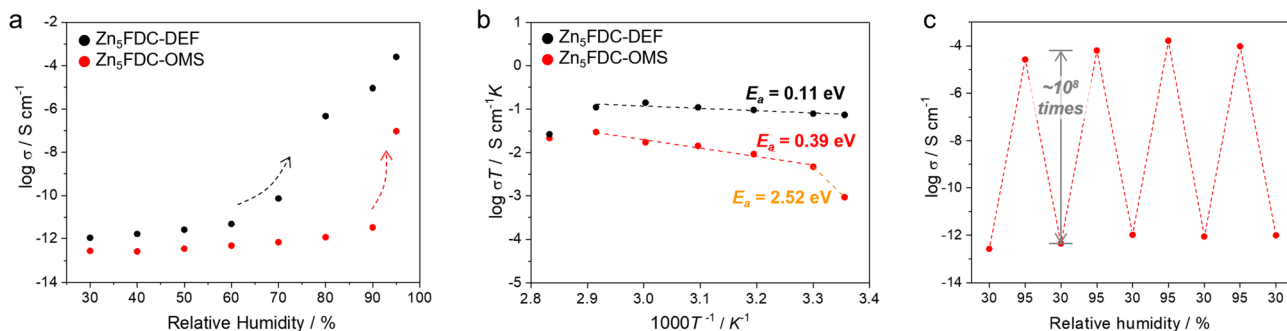 a
log σ / S cm⁻¹
-2
-4
-6
-8
-10
-12
-14
Zn₅FDC-DEF
Zn₅FDC-OMS
30 40 50 60 70 80 90 100
Relative Humidity / %
b
log σT / S cm⁻¹K
1
0
-1
-2
-3
-4
-5
Zn₅FDC-DEF
Zn₅FDC-OMS
Eₐ = 0.11 eV
Eₐ = 0.39 eV
Eₐ = 2.52 eV
2.8 2.9 3.0 3.1 3.2 3.3 3.4
1000T ⁻¹ / K⁻¹
c
log σ / S cm⁻¹
-4
-6
-8
-10
-12
-14
~10⁸
times
30 95 30 95 30 95 30 95 30
Relative humidity / %